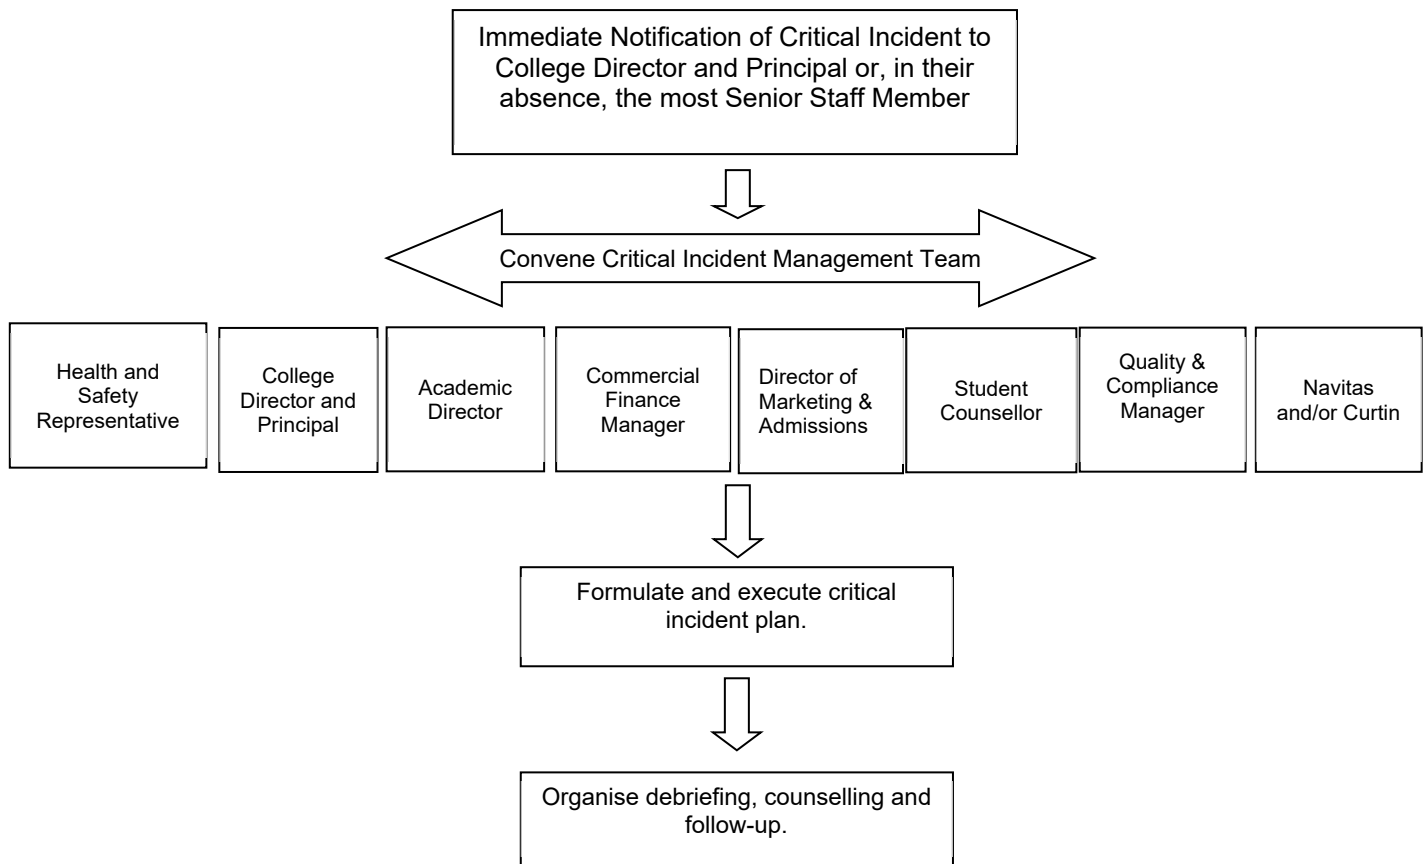 Immediate Notification of Critical Incident to
College Director and Principal or, in their
absence, the most Senior Staff Member
Convene Critical Incident Management Team
Health and
Safety
Representative
College
Director and
Principal
Academic
Director
Commercial
Finance
Manager
Director of
Marketing &
Admissions
Student
Counsellor
Quality &
Compliance
Manager
Navitas
and/or Curtin
Formulate and execute critical
incident plan.
Organise debriefing, counselling and
follow-up.